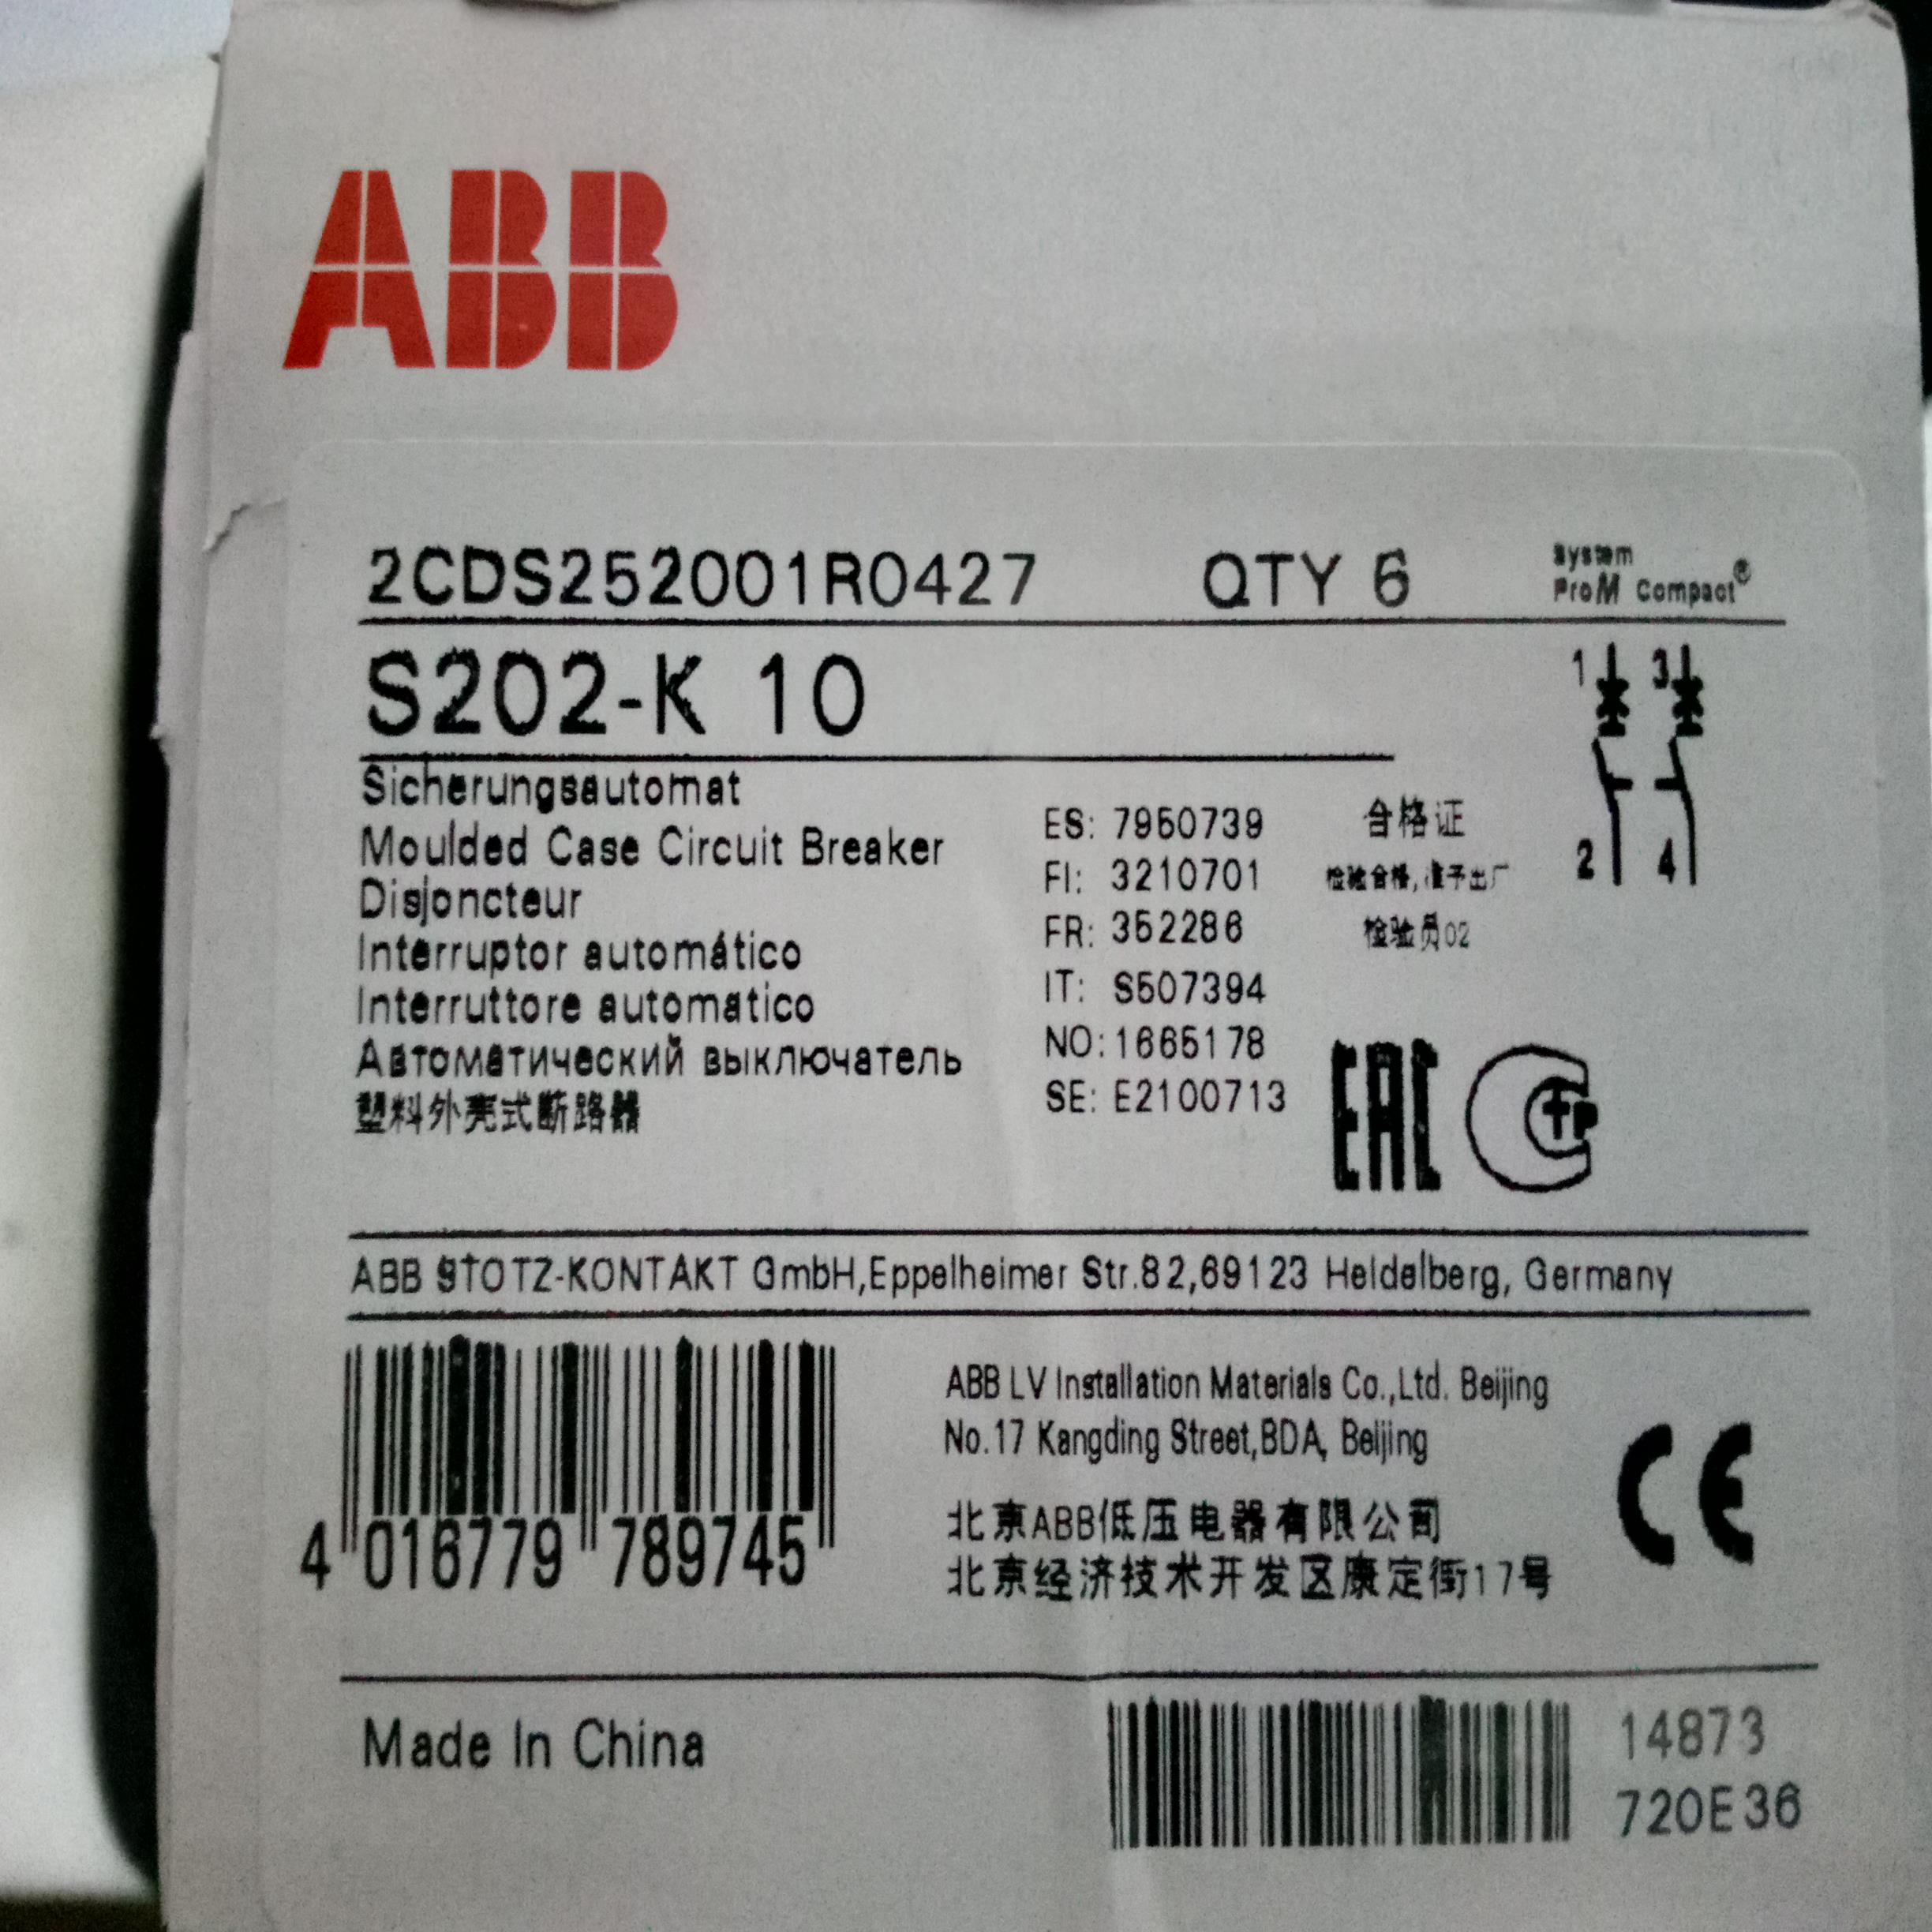 ABB
2CDS252001R0427 QTY 6
System
Pro M Compact®
S202-K 10
1 3
2 4
Sicherungsautomat
Moulded Case Circuit Breaker
Disjoncteur
Interruptor automático
Interruttore automatico
Автоматический выключатель
塑料外壳式断路器
ES: 7950739
FI: 3210701
FR: 352286
IT: S507394
NO: 1665178
SE: E2100713
合格证
检验合格,准予出厂
检验员02
EAC
ABB STOTZ-KONTAKT GmbH,Eppelheimer Str.82,69123 Heidelberg, Germany
4 016779 789745
ABB LV Installation Materials Co.,Ltd. Beijing
No.17 Kangding Street,BDA, Beijing
北京ABB低压电器有限公司
北京经济技术开发区康定街17号
CE
Made In China
14873
720E36